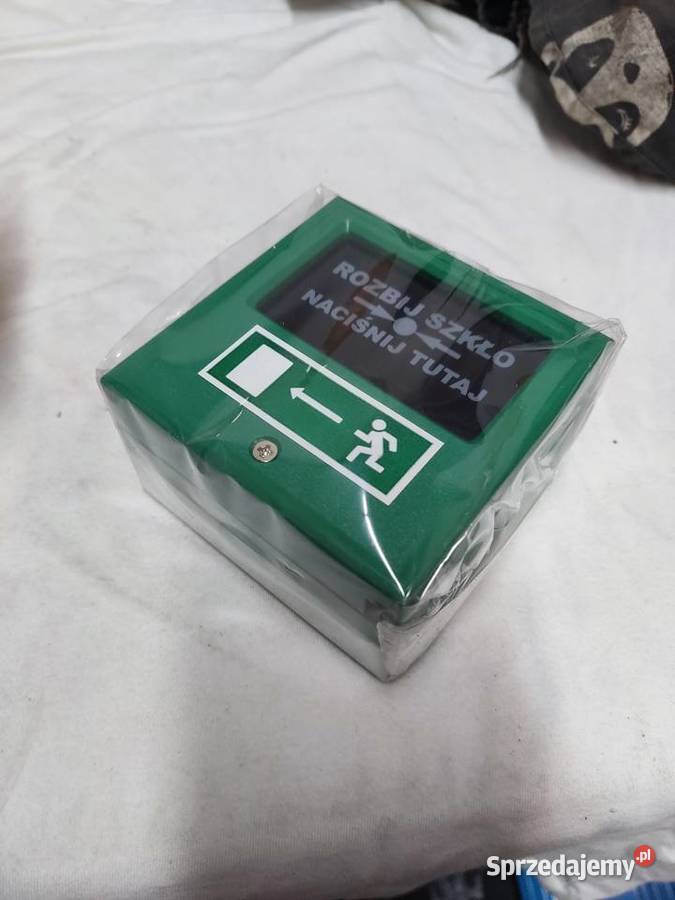 ROZBIJ SZKŁO
NACIŚNIJ TUTAJ
Sprzedajemy.pl